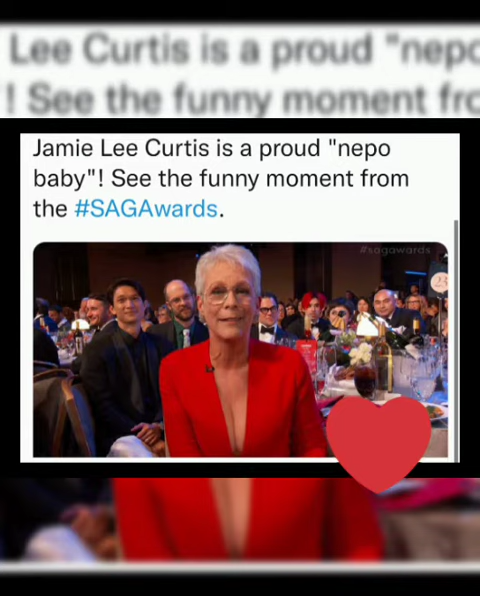 Lee Curtis is a proud "nepo
! See the funny moment fro
Jamie Lee Curtis is a proud "nepo
baby"! See the funny moment from
the #SAGAwards.
#sagawards
23